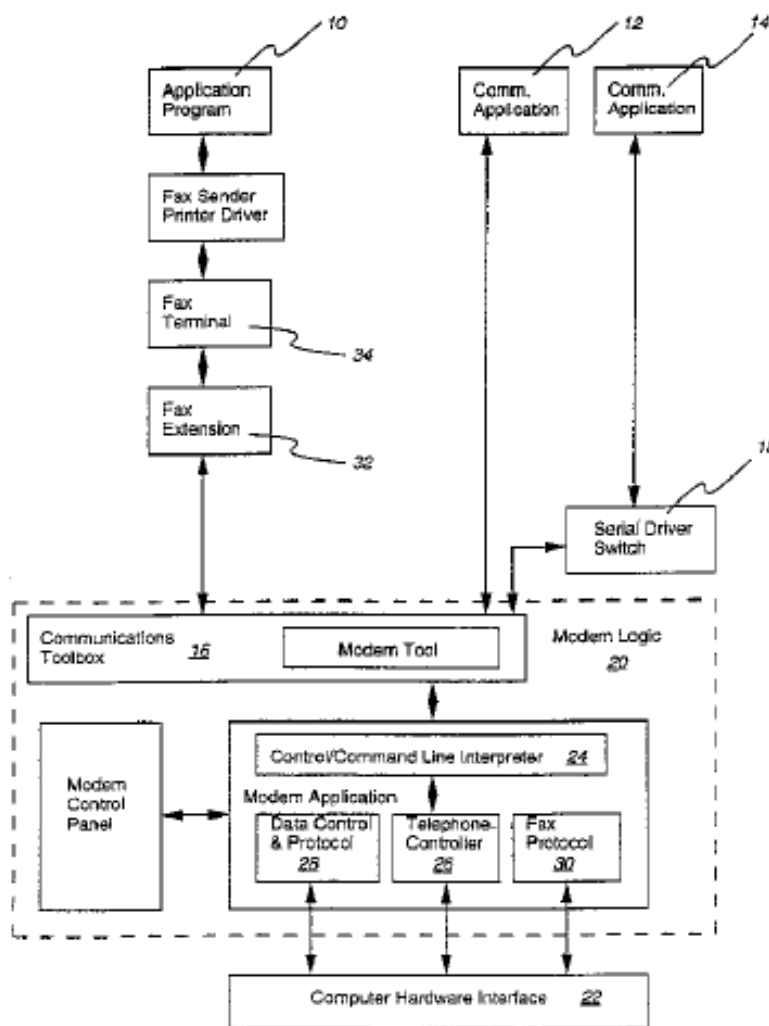 10
12
14
Application
Program
Comm.
Application
Comm.
Application
Fax Sender
Printer Driver
Fax
Terminal
34
Fax
Extension
32
Serial Driver
Switch
Communications
Toolbox
16
Modem Tool
Modem Logic
20
Modem
Control
Panel
Control/Command Line Interpreter 24
Modem Application
Data Control
& Protocol
Telephone
Controller
26
Fax
Protocol
30
Computer Hardware Interface 22